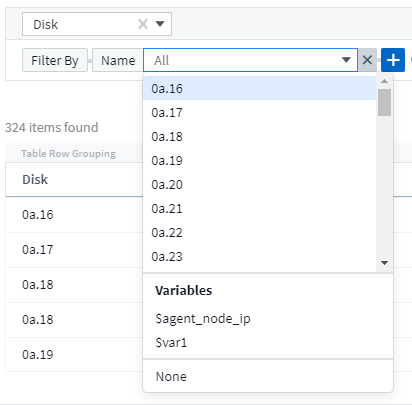 Disk
Filter By Name All
0a.16
0a.17
0a.18
0a.19
0a.20
0a.21
0a.22
0a.23
Variables
$agent_node_ip
$var1
None
324 items found
Table Row Grouping
Disk
0a.16
0a.17
0a.18
0a.18
0a.19